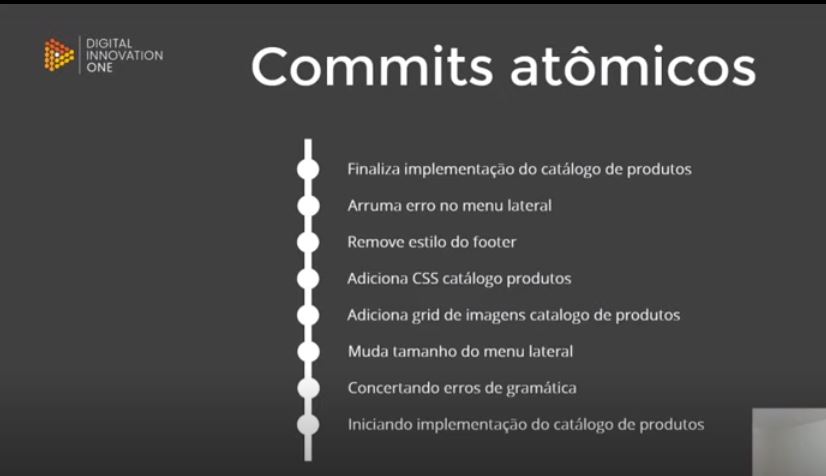 DIGITAL
INNOVATION
ONE
Commits atômicos
Finaliza implementação do catálogo de produtos
Arruma erro no menu lateral
Remove estilo do footer
Adiciona CSS catálogo produtos
Adiciona grid de imagens catalogo de produtos
Muda tamanho do menu lateral
Concertando erros de gramática
Iniciando implementação do catálogo de produtos